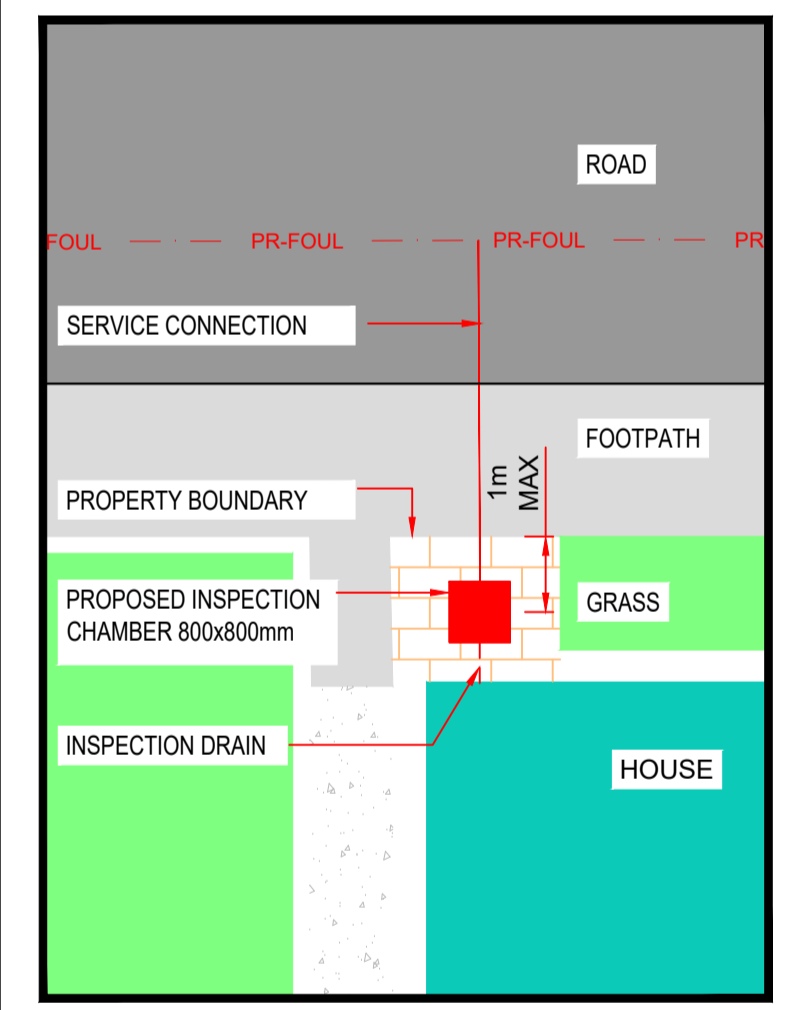 ROAD
FOUL PR-FOUL PR-FOUL PR
SERVICE CONNECTION
FOOTPATH
1m
MAX
PROPERTY BOUNDARY
PROPOSED INSPECTION
CHAMBER 800x800mm
GRASS
INSPECTION DRAIN
HOUSE